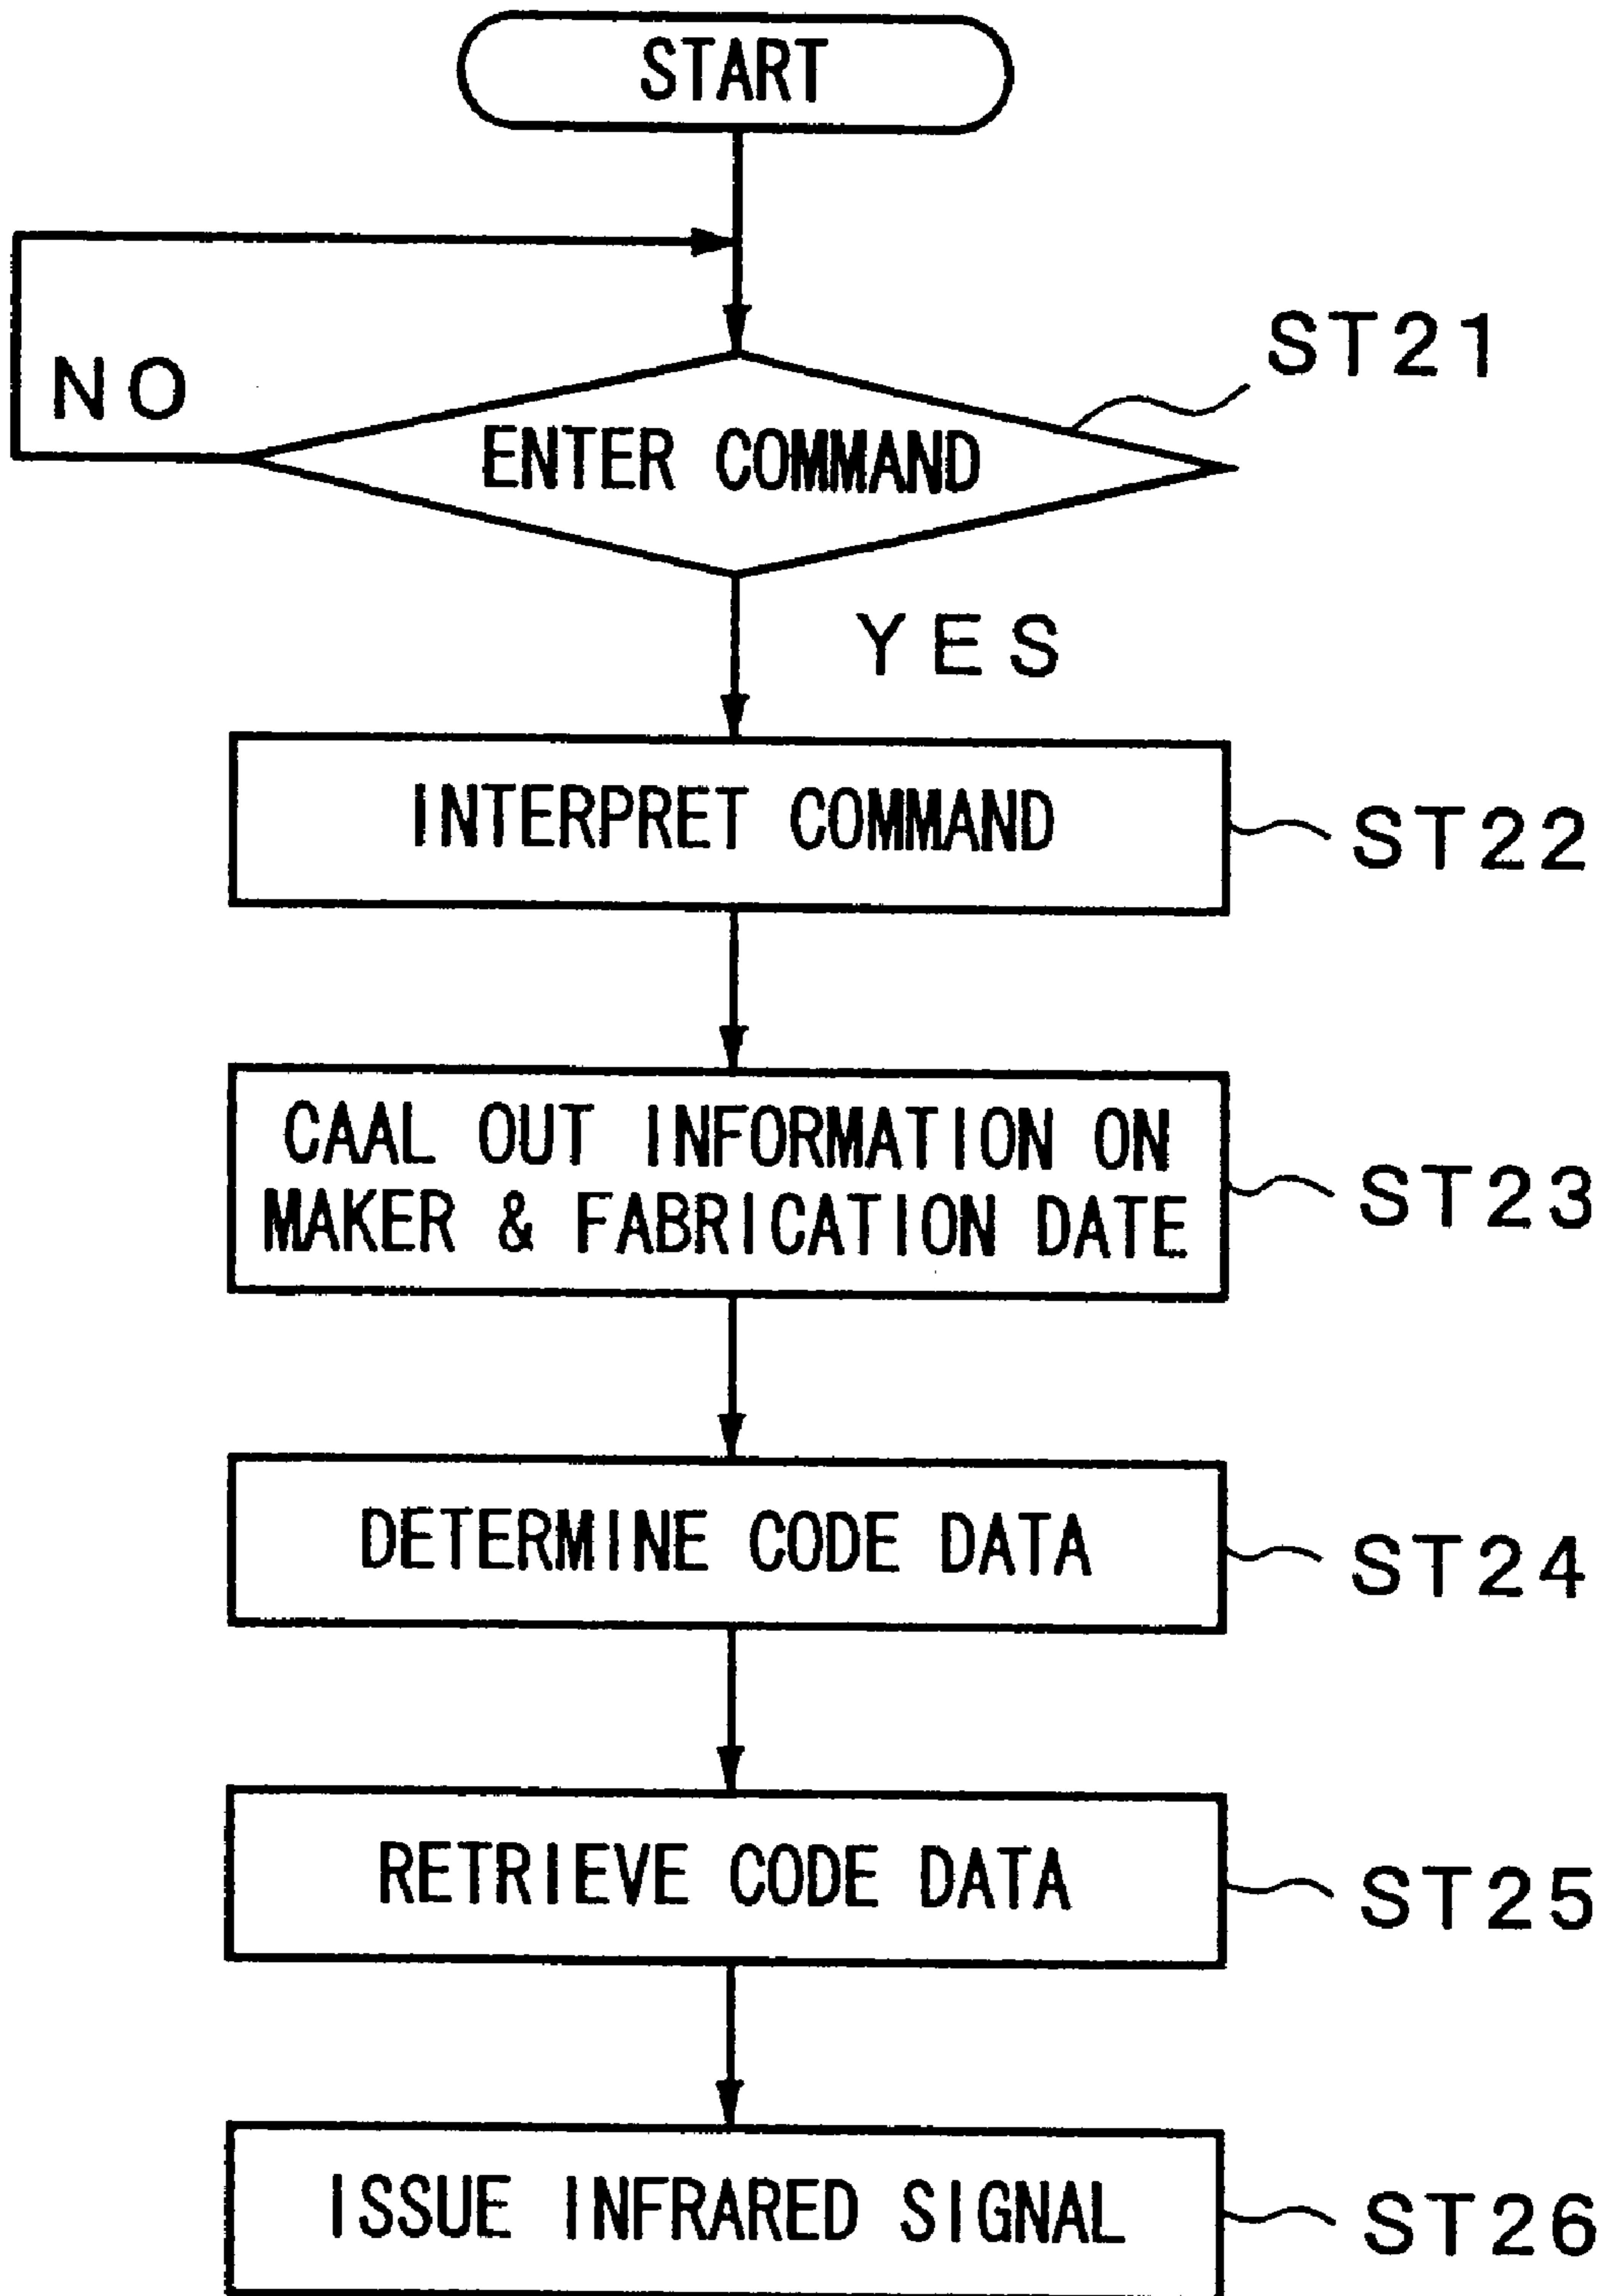 START
NO
ST21
ENTER COMMAND
YES
INTERPRET COMMAND
ST22
CAAL OUT INFORMATION ON
MAKER & FABRICATION DATE
ST23
DETERMINE CODE DATA
ST24
RETRIEVE CODE DATA
ST25
ISSUE INFRARED SIGNAL
ST26